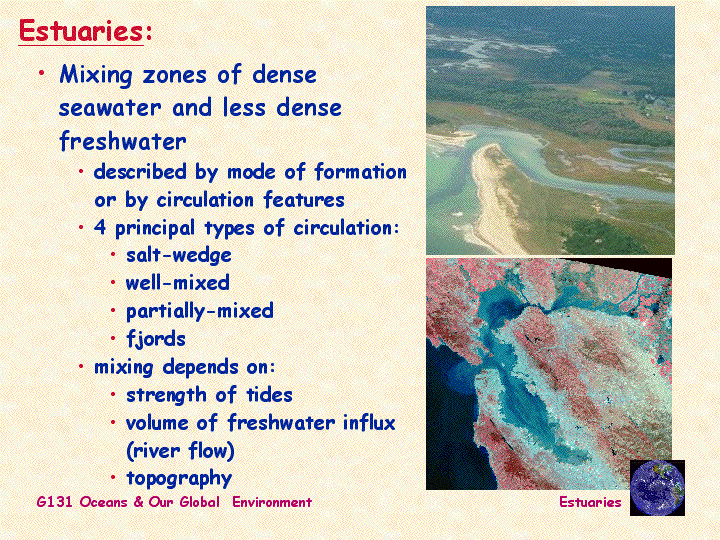 Estuaries:
• Mixing zones of dense
seawater and less dense
freshwater
• described by mode of formation
or by circulation features
• 4 principal types of circulation:
• salt-wedge
• well-mixed
• partially-mixed
• fjords
• mixing depends on:
• strength of tides
• volume of freshwater influx
(river flow)
• topography
G131 Oceans & Our Global Environment
Estuaries